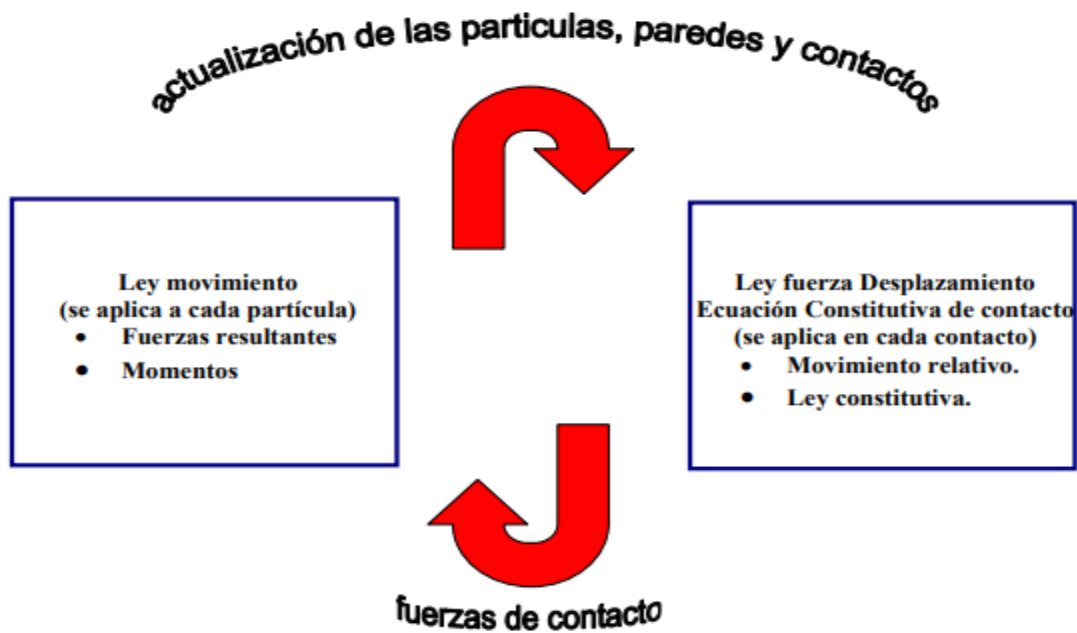 actualización de las particulas, paredes y contactos
Ley movimiento
(se aplica a cada partícula)
• Fuerzas resultantes
• Momentos
Ley fuerza Desplazamiento
Ecuación Constitutiva de contacto
(se aplica en cada contacto)
• Movimiento relativo.
• Ley constitutiva.
fuerzas de contacto